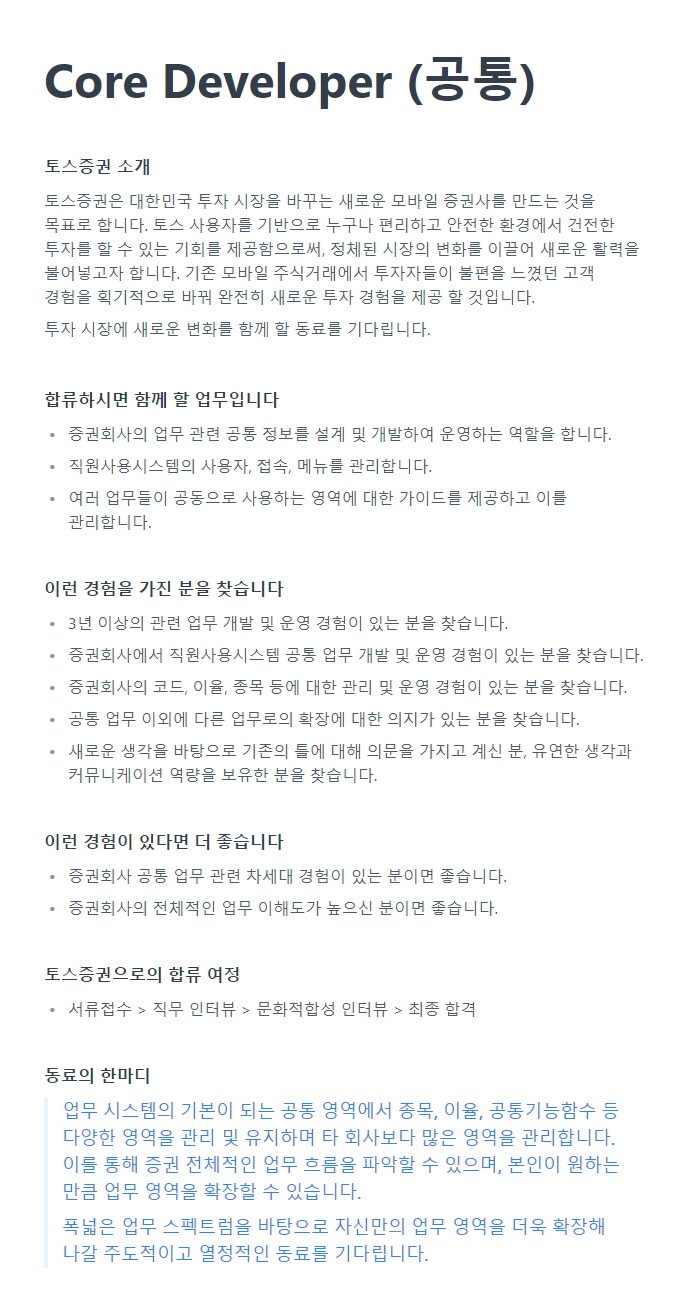 Core Developer (공통)
토스증권 소개
토스증권은 대한민국 투자 시장을 바꾸는 새로운 모바일 증권사를 만드는 것을
목표로 합니다. 토스 사용자를 기반으로 누구나 편리하고 안전한 환경에서 건전한
투자를 할 수 있는 기회를 제공함으로써, 정체된 시장의 변화를 이끌어 새로운 활력을
불어넣고자 합니다. 기존 모바일 주식거래에서 투자자들이 불편을 느꼈던 고객
경험을 획기적으로 바꿔 완전히 새로운 투자 경험을 제공 할 것입니다.
투자 시장에 새로운 변화를 함께 할 동료를 기다립니다.
합류하시면 함께 할 업무입니다
• 증권회사의 업무 관련 공통 정보를 설계 및 개발하여 운영하는 역할을 합니다.
• 직원사용시스템의 사용자, 접속, 메뉴를 관리합니다.
• 여러 업무들이 공동으로 사용하는 영역에 대한 가이드를 제공하고 이를
관리합니다.
이런 경험을 가진 분을 찾습니다
• 3년 이상의 관련 업무 개발 및 운영 경험이 있는 분을 찾습니다.
• 증권회사에서 직원사용시스템 공통 업무 개발 및 운영 경험이 있는 분을 찾습니다.
• 증권회사의 코드, 이율, 종목 등에 대한 관리 및 운영 경험이 있는 분을 찾습니다.
• 공통 업무 이외에 다른 업무로의 확장에 대한 의지가 있는 분을 찾습니다.
• 새로운 생각을 바탕으로 기존의 틀에 대해 의문을 가지고 계신 분, 유연한 생각과
커뮤니케이션 역량을 보유한 분을 찾습니다.
이런 경험이 있다면 더 좋습니다
• 증권회사 공통 업무 관련 차세대 경험이 있는 분이면 좋습니다.
• 증권회사의 전체적인 업무 이해도가 높으신 분이면 좋습니다.
토스증권으로의 합류 여정
• 서류접수 > 직무 인터뷰 > 문화적합성 인터뷰 > 최종 합격
동료의 한마디
업무 시스템의 기본이 되는 공통 영역에서 종목, 이율, 공통기능함수 등
다양한 영역을 관리 및 유지하며 타 회사보다 많은 영역을 관리합니다.
이를 통해 증권 전체적인 업무 흐름을 파악할 수 있으며, 본인이 원하는
만큼 업무 영역을 확장할 수 있습니다.
폭넓은 업무 스펙트럼을 바탕으로 자신만의 업무 영역을 더욱 확장해
나갈 주도적이고 열정적인 동료를 기다립니다.